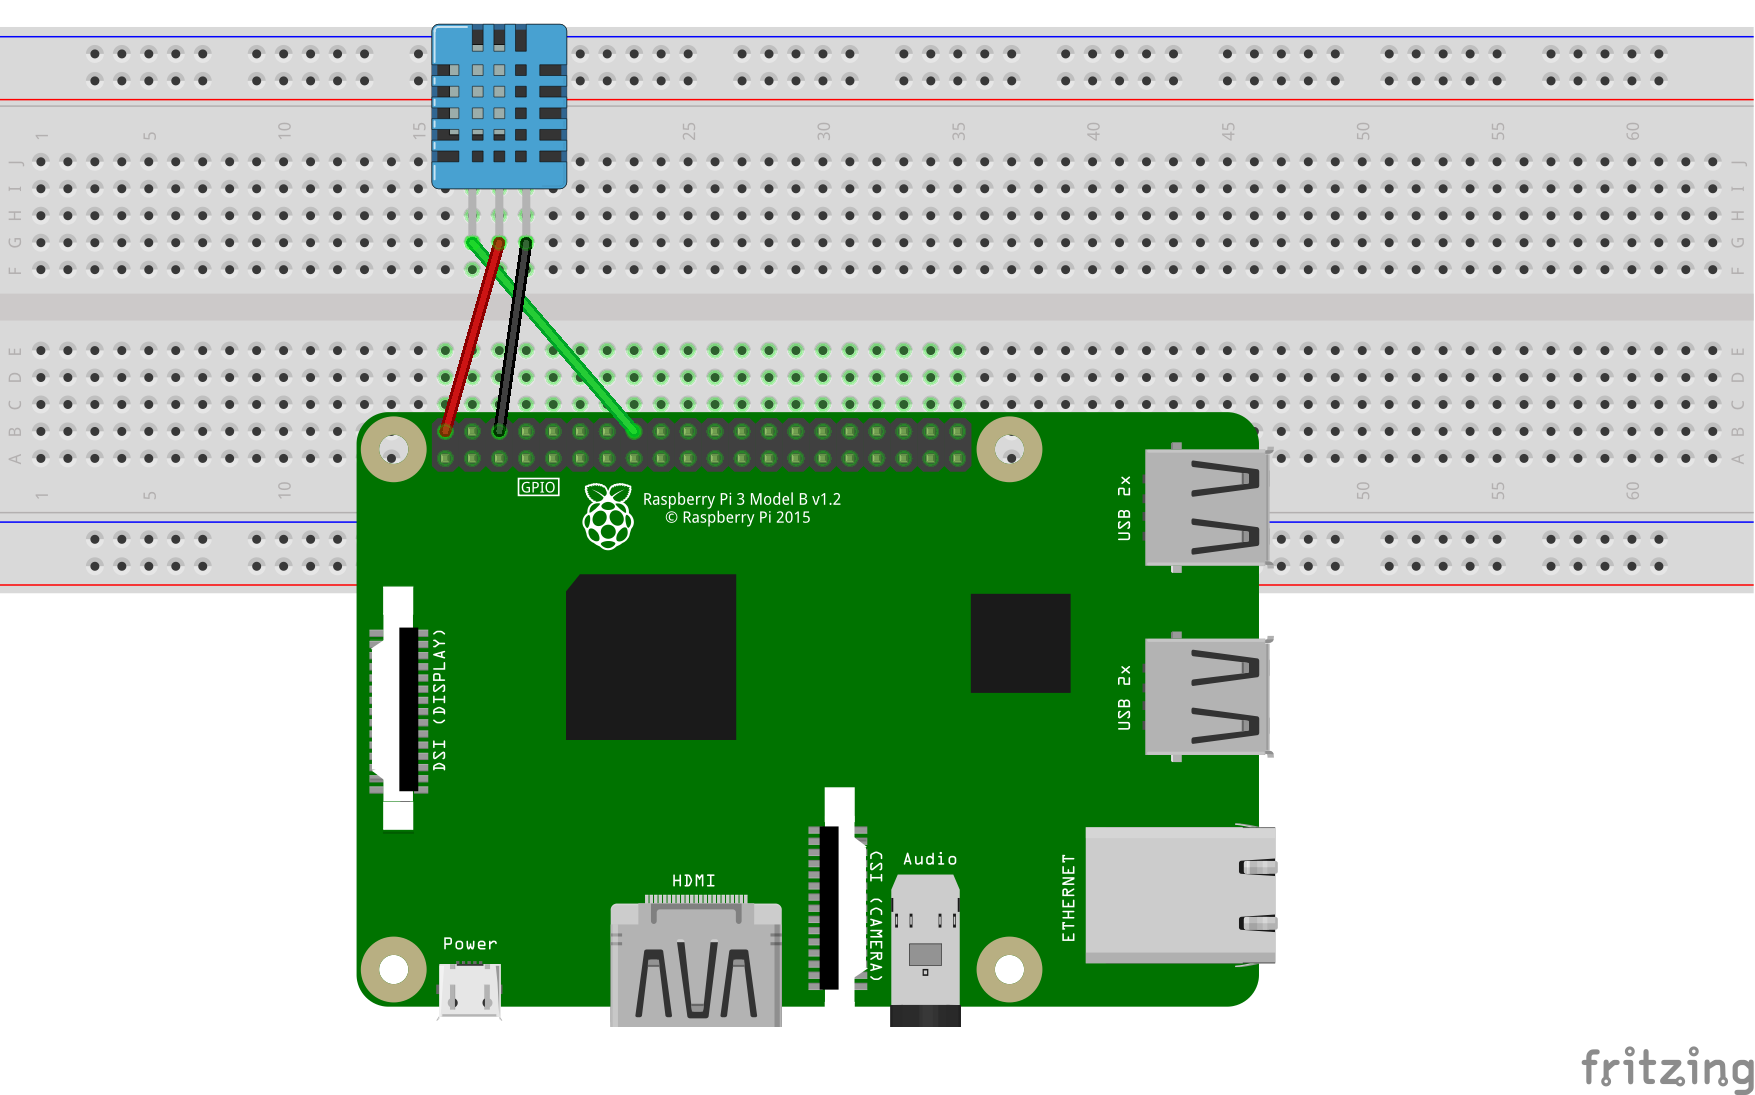 1 5 10 15 25 30 35 40 45 50 55 60
J J
I I
H H
G G
F F
E E
D D
C C
B B
A A
1 5 10 50 55 60
GPIO
Raspberry Pi 3 Model B v1.2
© Raspberry Pi 2015
USB 2x
USB 2x
DSI (DISPLAY)
HDMI
CSI (CAMERA)
Audio
ETHERNET
Power
fritzing